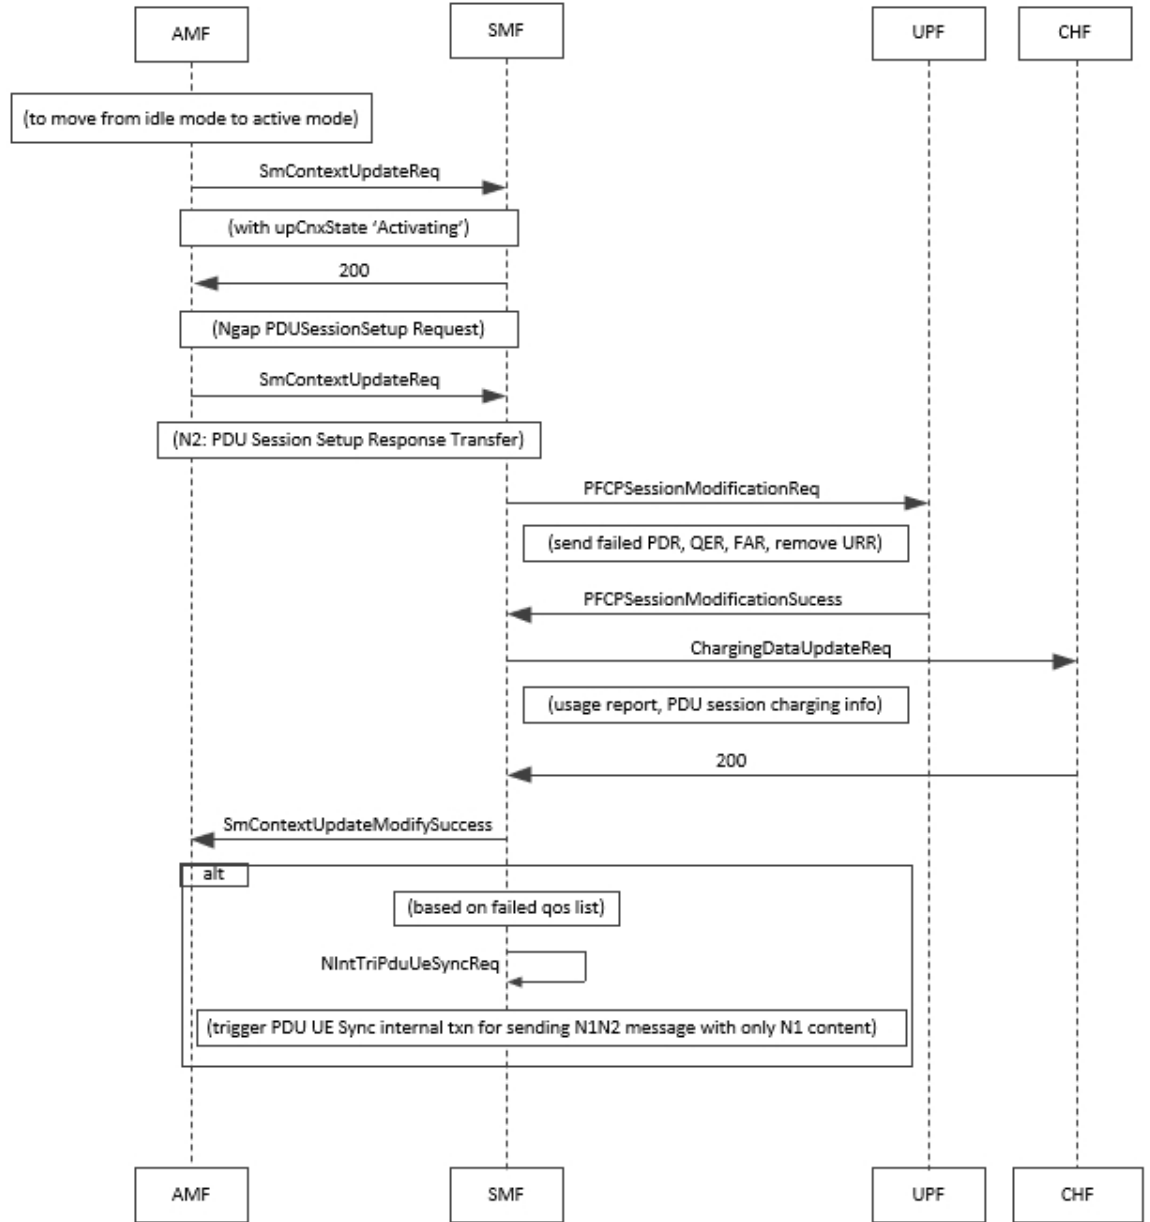 AMF
SMF
UPF
CHF
(to move from idle mode to active mode)
SmContextUpdateReq
(with upCnxState ‘Activating’)
200
(Ngap PDUSessionSetup Request)
SmContextUpdateReq
(N2: PDU Session Setup Response Transfer)
PFCPSessionModificationReq
(send failed PDR, QER, FAR, remove URR)
PFCPSessionModificationSucess
ChargingDataUpdateReq
(usage report, PDU session charging info)
200
SmContextUpdateModifySuccess
alt
(based on failed qos list)
NIntTriPduUeSyncReq
(trigger PDU UE Sync internal txn for sending N1N2 message with only N1 content)
AMF
SMF
UPF
CHF